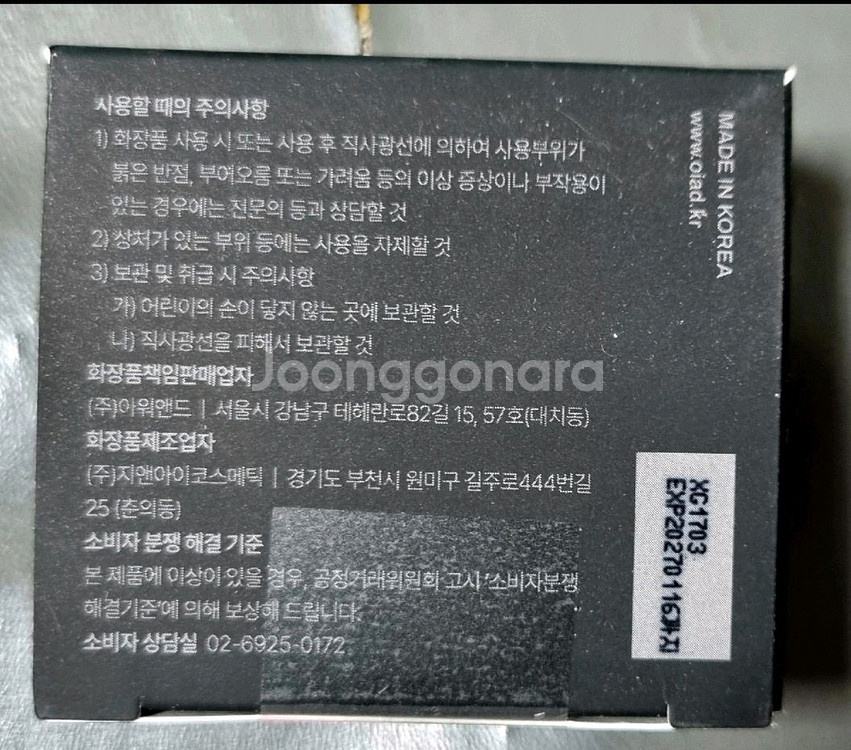 사용할 때의 주의사항
1) 화장품 사용 시 또는 사용 후 직사광선에 의하여 사용부위가
붉은 반점, 부어오름 또는 가려움 등의 이상 증상이나 부작용이
있는 경우에는 전문의 등과 상담할 것
2) 상처가 있는 부위 등에는 사용을 자제할 것
3) 보관 및 취급 시 주의사항
가) 어린이의 손이 닿지 않는 곳에 보관할 것
나) 직사광선을 피해서 보관할 것
화장품책임판매업자
(주)아워앤드 | 서울시 강남구 테헤란로82길 15, 57호(대치동)
화장품제조업자
(주)지앤아이코스메틱 | 경기도 부천시 원미구 길주로444번길
25 (춘의동)
소비자 분쟁 해결 기준
본 제품에 이상이 있을 경우, 공정거래위원회 고시 '소비자분쟁
해결기준'에 의해 보상해 드립니다.
소비자 상담실 02-6925-0172
MADE IN KOREA
www.oiad.kr
XG1703
EXP20270116까지
Joonggonara